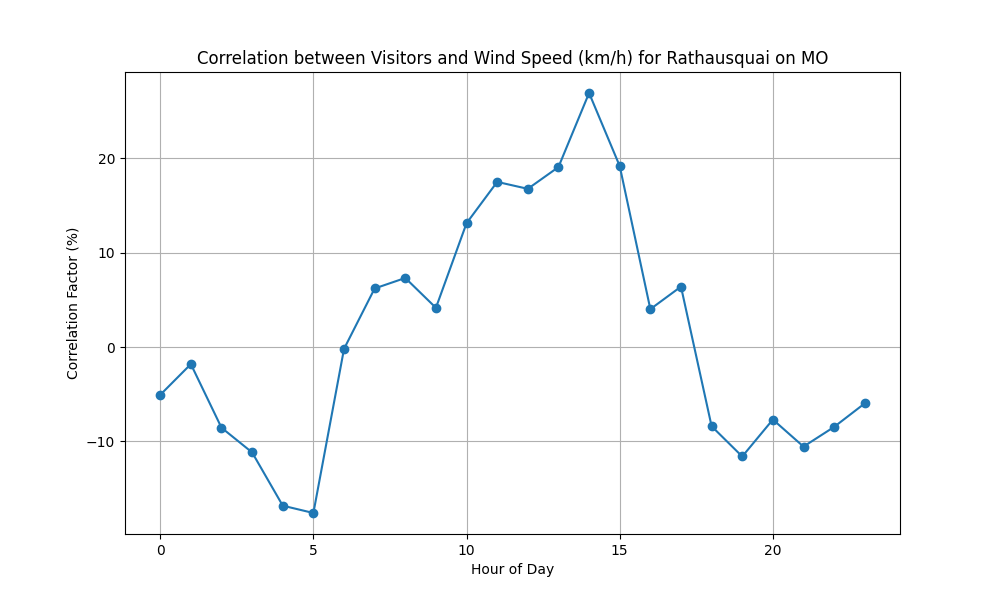 Correlation between Visitors and Wind Speed (km/h) for Rathausquai on MO
20
10
0
−10
Correlation Factor (%)
0 5 10 15 20
Hour of Day